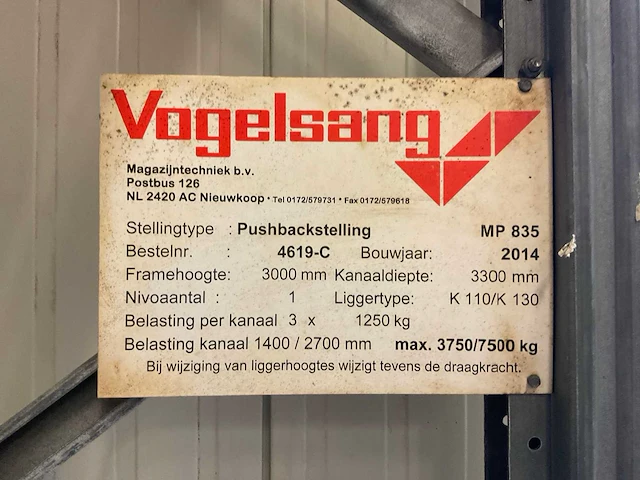 Vogelsang
Magazijntechniek b.v.
Postbus 126
NL 2420 AC Nieuwkoop • Tel 0172/579731 • Fax 0172/579618
Stellingtype : Pushbackstelling MP 835
Bestelnr. : 4619-C Bouwjaar: 2014
Framehoogte: 3000 mm Kanaaldiepte: 3300 mm
Nivoaantal : 1 Liggertype: K 110/K 130
Belasting per kanaal 3 x 1250 kg
Belasting kanaal 1400 / 2700 mm max. 3750/7500 kg
Bij wijziging van liggerhoogtes wijzigt tevens de draagkracht.